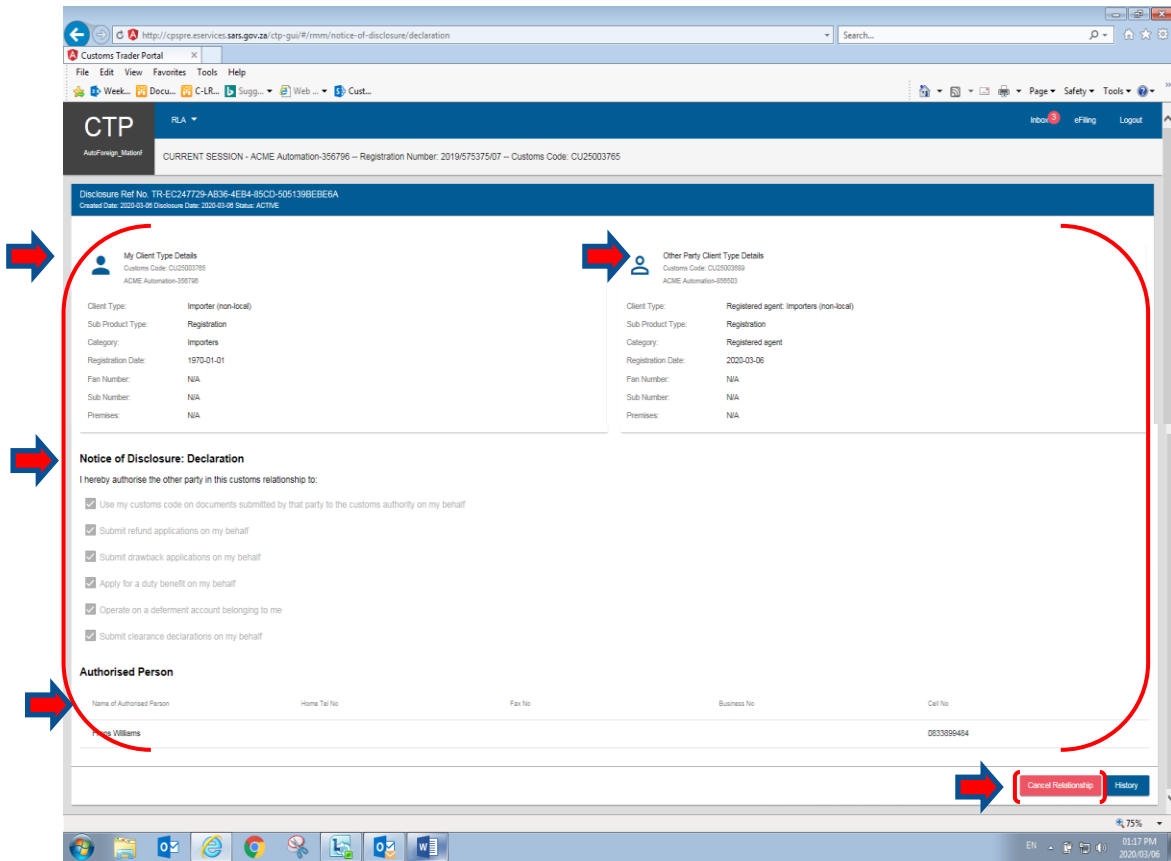 http://cpspre.eservices.sars.gov.za/ctp-gui/#/rmm/notice-of-disclosure/declaration
Search...
Customs Trader Portal
File Edit View Favorites Tools Help
Week... Docu... C-LR... Sugg... Web ... Cust...
Page Safety Tools
CTP
RLA
Inbox 3 eFiling Logout
CURRENT SESSION - ACME Automation-356796 -- Registration Number: 2019/575375/07 -- Customs Code: CU25003765
Disclosure Ref No. TR-EC247729-AB36-4EB4-85CD-505139BEBE6A
Created Date: 2020-03-06 Disclosure Date: 2020-03-06 Status: ACTIVE
My Client Type Details
Customs Code: CU25003765
ACME Automation-356796
Client Type: Importer (non-local)
Sub Product Type: Registration
Category: Importers
Registration Date: 1970-01-01
Fan Number: N/A
Sub Number: N/A
Premises: N/A
Other Party Client Type Details
Customs Code: CU25003689
ACME Automation-356503
Client Type: Registered agent: Importers (non-local)
Sub Product Type: Registration
Category: Registered agent
Registration Date: 2020-03-06
Fan Number: N/A
Sub Number: N/A
Premises: N/A
Notice of Disclosure: Declaration
I hereby authorise the other party in this customs relationship to:
Use my customs code on documents submitted by that party to the customs authority on my behalf
Submit refund applications on my behalf
Submit drawback applications on my behalf
Apply for a duty benefit on my behalf
Operate on a deferment account belonging to me
Submit clearance declarations on my behalf
Authorised Person
Name of Authorised Person Home Tel No Fax No Business No Cell No
Williams 0833899484
Cancel Relationship History
75%
EN 01:17 PM
2020/03/06